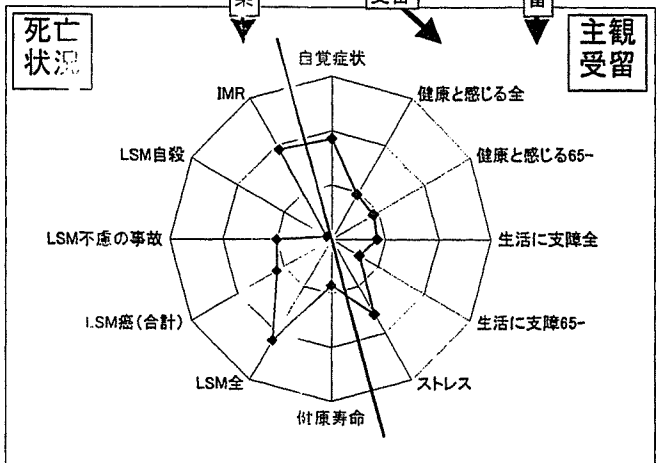 死亡
状況
主観
受留
自覚症状
IMR
健康と感じる全
LSM自殺
健康と感じる65-
LSM不慮の事故
生活に支障全
LSM癌(合計)
生活に支障65-
LSM全
ストレス
健康寿命